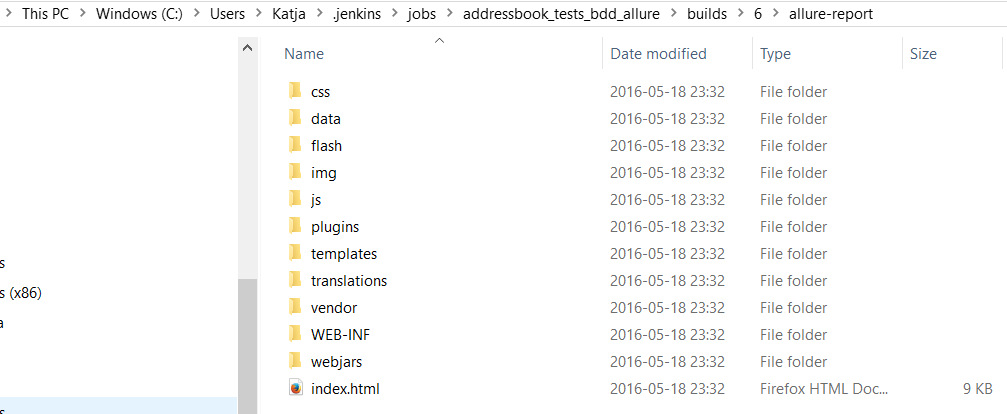 This PC > Windows (C:) > Users > Katja > .jenkins > jobs > addressbook_tests_bdd_allure > builds > 6 > allure-report
Name Date modified Type Size
css 2016-05-18 23:32 File folder
data 2016-05-18 23:32 File folder
flash 2016-05-18 23:32 File folder
img 2016-05-18 23:32 File folder
js 2016-05-18 23:32 File folder
plugins 2016-05-18 23:32 File folder
templates 2016-05-18 23:32 File folder
s translations 2016-05-18 23:32 File folder
s (x86) vendor 2016-05-18 23:32 File folder
a WEB-INF 2016-05-18 23:32 File folder
webjars 2016-05-18 23:32 File folder
index.html 2016-05-18 23:32 Firefox HTML Doc... 9 KB
s